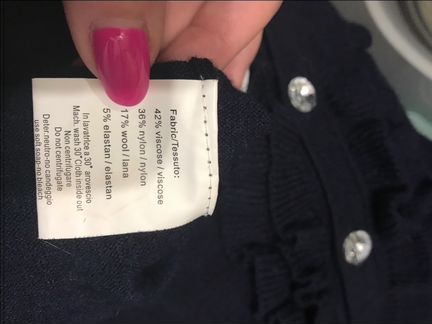 Fabric/Tessuto:
42% viscose / viscose
36% nylon / nylon
17% wool / lana
5% elastan / elastan
In lavatrice a 30° arovescio
Mach. wash 30° Cloth inside out
Non centrifugare
Do not centrifugate
Deter.neutro-no candeggio
use soft soap-no bleach